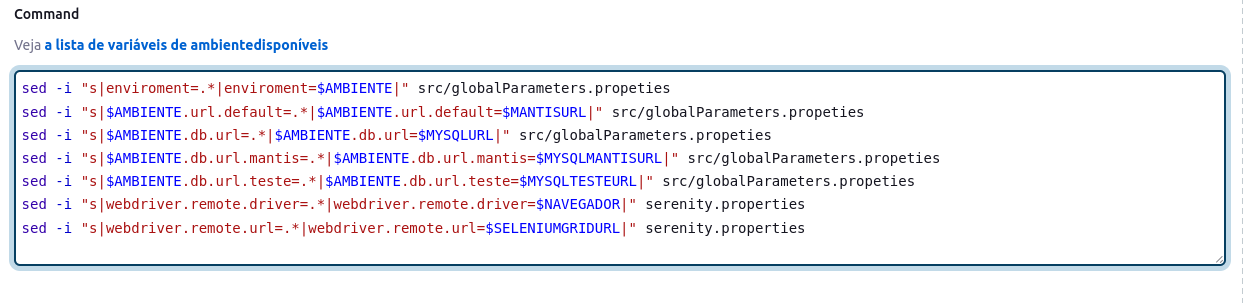 Command
Veja a lista de variáveis de ambientedisponíveis
sed -i "s|enviroment=.*|enviroment=$AMBIENTE|" src/globalParameters.propeties
sed -i "s|$AMBIENTE.url.default=.*|$AMBIENTE.url.default=$MANTISURL|" src/globalParameters.propeties
sed -i "s|$AMBIENTE.db.url=.*|$AMBIENTE.db.url=$MYSQLURL|" src/globalParameters.propeties
sed -i "s|$AMBIENTE.db.url.mantis=.*|$AMBIENTE.db.url.mantis=$MYSQLMANTISURL|" src/globalParameters.propeties
sed -i "s|$AMBIENTE.db.url.teste=.*|$AMBIENTE.db.url.teste=$MYSQLTESTEURL|" src/globalParameters.propeties
sed -i "s|webdriver.remote.driver=.*|webdriver.remote.driver=$NAVEGADOR|" serenity.properties
sed -i "s|webdriver.remote.url=.*|webdriver.remote.url=$SELENIUMGRIDURL|" serenity.properties